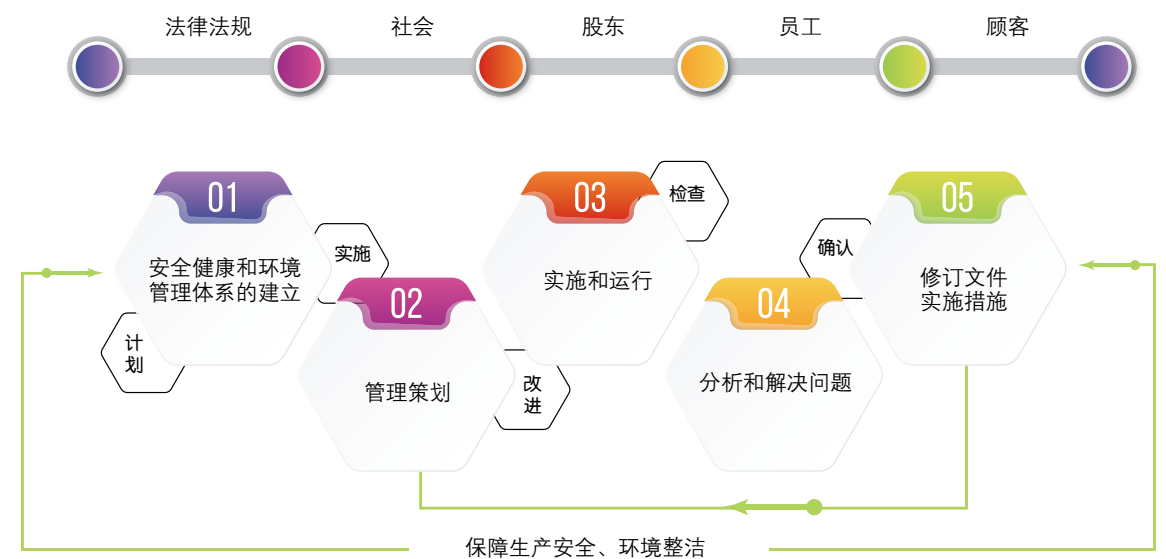 法律法规
社会
股东
员工
顾客
01
安全健康和环境
管理体系的建立
计
划
实施
02
管理策划
改
进
03
实施和运行
检查
04
分析和解决问题
确认
05
修订文件
实施措施
保障生产安全、环境整洁